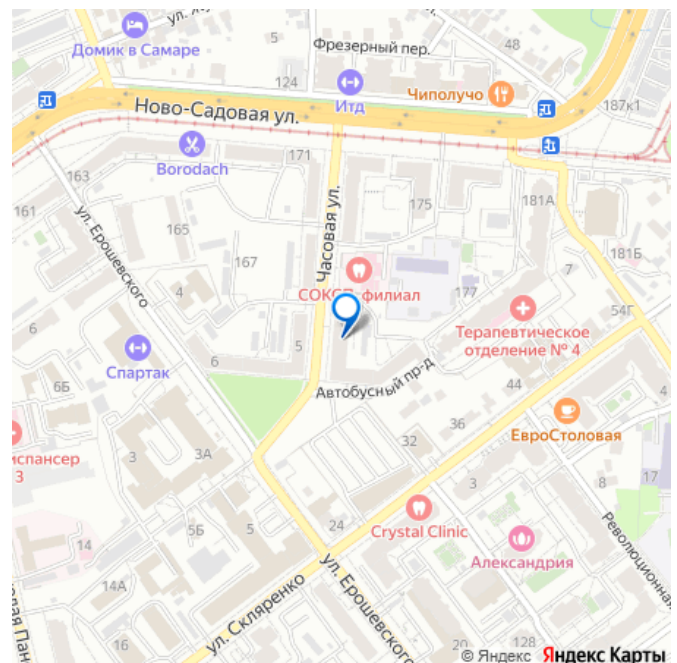 ул. Я
Домик в Самаре
5
Фрезерный пер.
48
124
Итд
Чиполучо
187к1
Ново-Садовая ул.
Borodach
171
163
161
165
167
175
181А
181Б
ул. Ерошевского
Часовая ул.
4
СОКСП-филиал
177
7
54Г
Терапевтическое
отделение № 4
6
Спартак
6
5
Автобусный пр-д
44
4
6Б
36
ЕвроСтоловая
испансер
3
3
3А
32
3
8
17
14
5Б
5
24
Crystal Clinic
Александрия
Революционная
14А
ул. Скляренко
ул. Ерошевского
одая Пан
16
20
128
© Яндекс Яндекс Карты